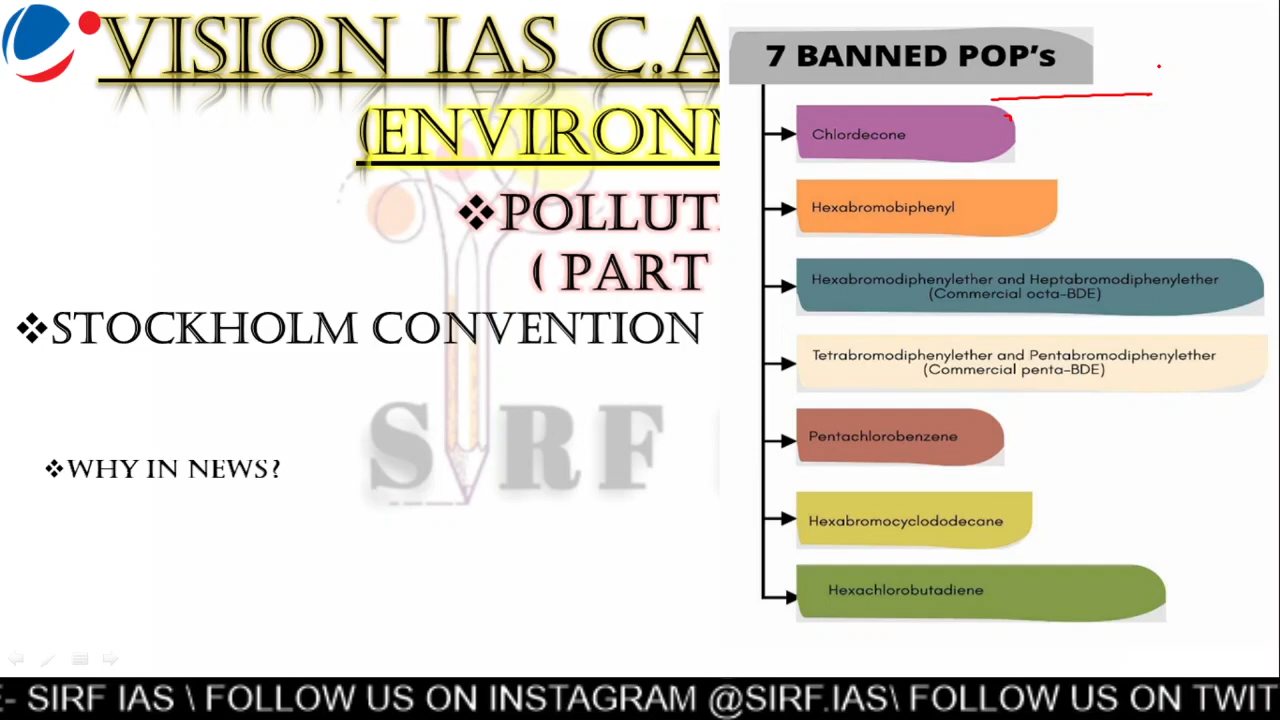 VISION IAS C.A
(ENVIRONM
❖POLLUT
( PART
❖STOCKHOLM CONVENTION
SIRF
❖WHY IN NEWS?
7 BANNED POP's
Chlordecone
Hexabromobiphenyl
Hexabromodiphenylether and Heptabromodiphenylether
(Commercial octa-BDE)
Tetrabromodiphenylether and Pentabromodiphenylether
(Commercial penta-BDE)
Pentachlorobenzene
Hexabromocyclododecane
Hexachlorobutadiene
E- SIRF IAS \ FOLLOW US ON INSTAGRAM @SIRF.IAS\ FOLLOW US ON TWIT